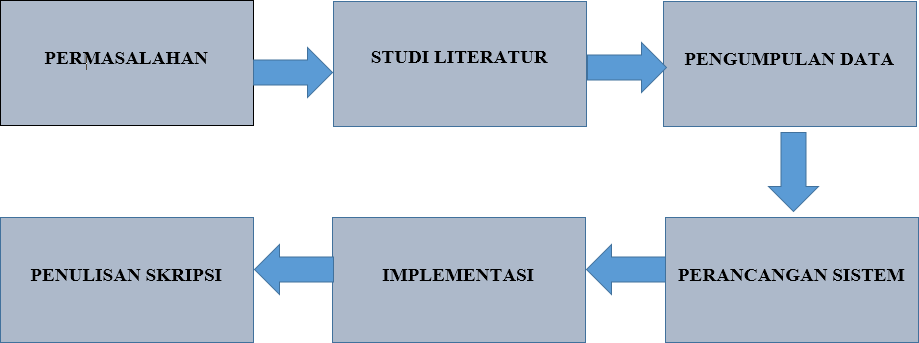 PERMASALAHAN
STUDI LITERATUR
PENGUMPULAN DATA
PERANCANGAN SISTEM
IMPLEMENTASI
PENULISAN SKRIPSI